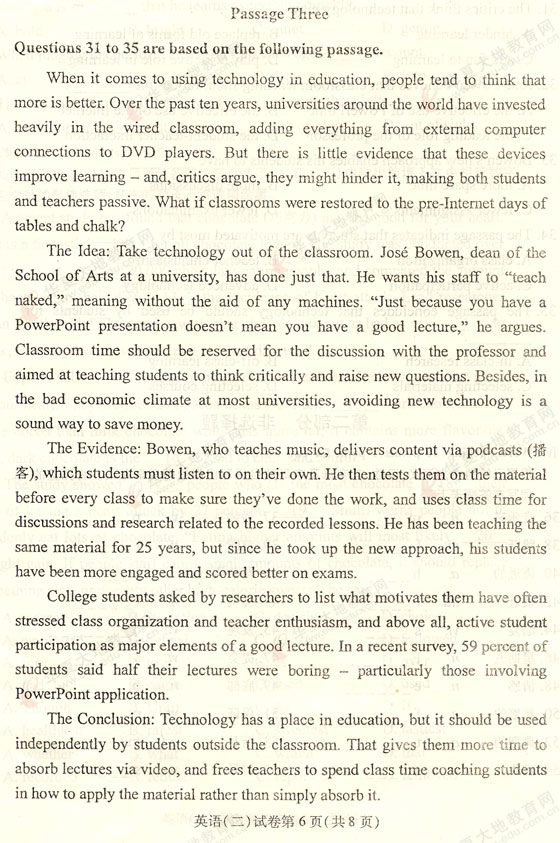 Passage Three
Questions 31 to 35 are based on the following passage.
When it comes to using technology in education, people tend to think that
more is better. Over the past ten years, universities around the world have invested
heavily in the wired classroom, adding everything from external computer
connections to DVD players. But there is little evidence that these devices
improve learning – and, critics argue, they might hinder it, making both students
and teachers passive. What if classrooms were restored to the pre-Internet days of
tables and chalk?
The Idea: Take technology out of the classroom. José Bowen, dean of the
School of Arts at a university, has done just that. He wants his staff to “teach
naked,” meaning without the aid of any machines. “Just because you have a
PowerPoint presentation doesn’t mean you have a good lecture,” he argues.
Classroom time should be reserved for the discussion with the professor and
aimed at teaching students to think critically and raise new questions. Besides, in
the bad economic climate at most universities, avoiding new technology is a
sound way to save money.
The Evidence: Bowen, who teaches music, delivers content via podcasts (播
客), which students must listen to on their own. He then tests them on the material
before every class to make sure they’ve done the work, and uses class time for
discussions and research related to the recorded lessons. He has been teaching the
same material for 25 years, but since he took up the new approach, his students
have been more engaged and scored better on exams.
College students asked by researchers to list what motivates them have often
stressed class organization and teacher enthusiasm, and above all, active student
participation as major elements of a good lecture. In a recent survey, 59 percent of
students said half their lectures were boring – particularly those involving
PowerPoint application.
The Conclusion: Technology has a place in education, but it should be used
independently by students outside the classroom. That gives them more time to
absorb lectures via video, and frees teachers to spend class time coaching students
in how to apply the material rather than simply absorb it.
英语(二)试卷第 6 页(共 8 页)